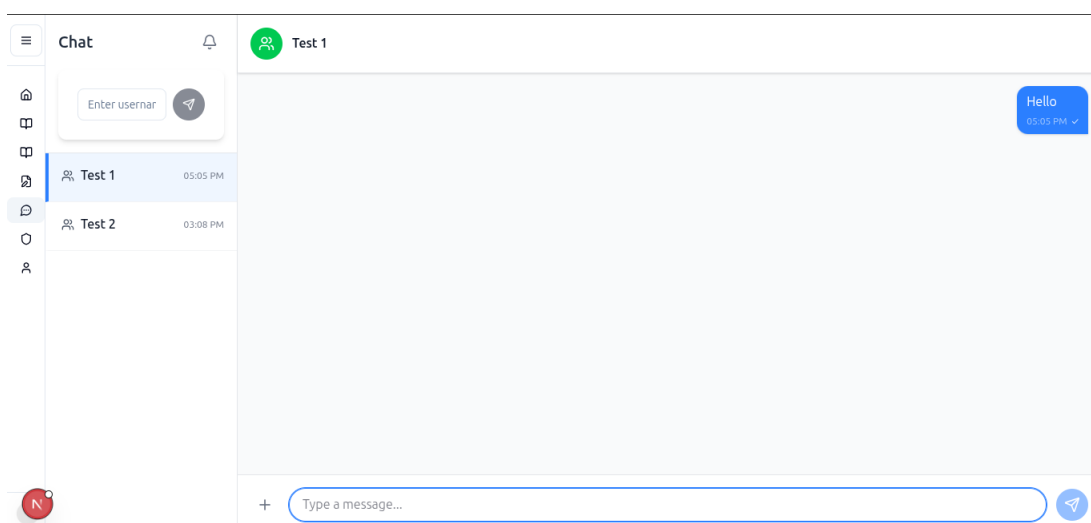 Chat
Enter usernar
Test 1
05:05 PM
Test 2
03:08 PM
Test 1
Hello
05:05 PM
Type a message...
N